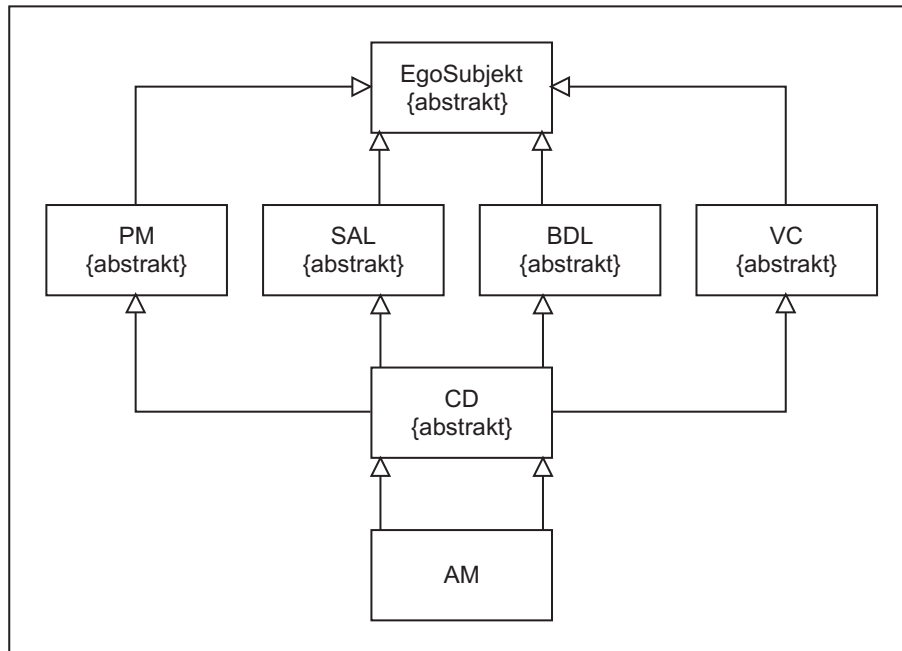 EgoSubjekt
{abstrakt}
PM
{abstrakt}
SAL
{abstrakt}
BDL
{abstrakt}
VC
{abstrakt}
CD
{abstrakt}
AM